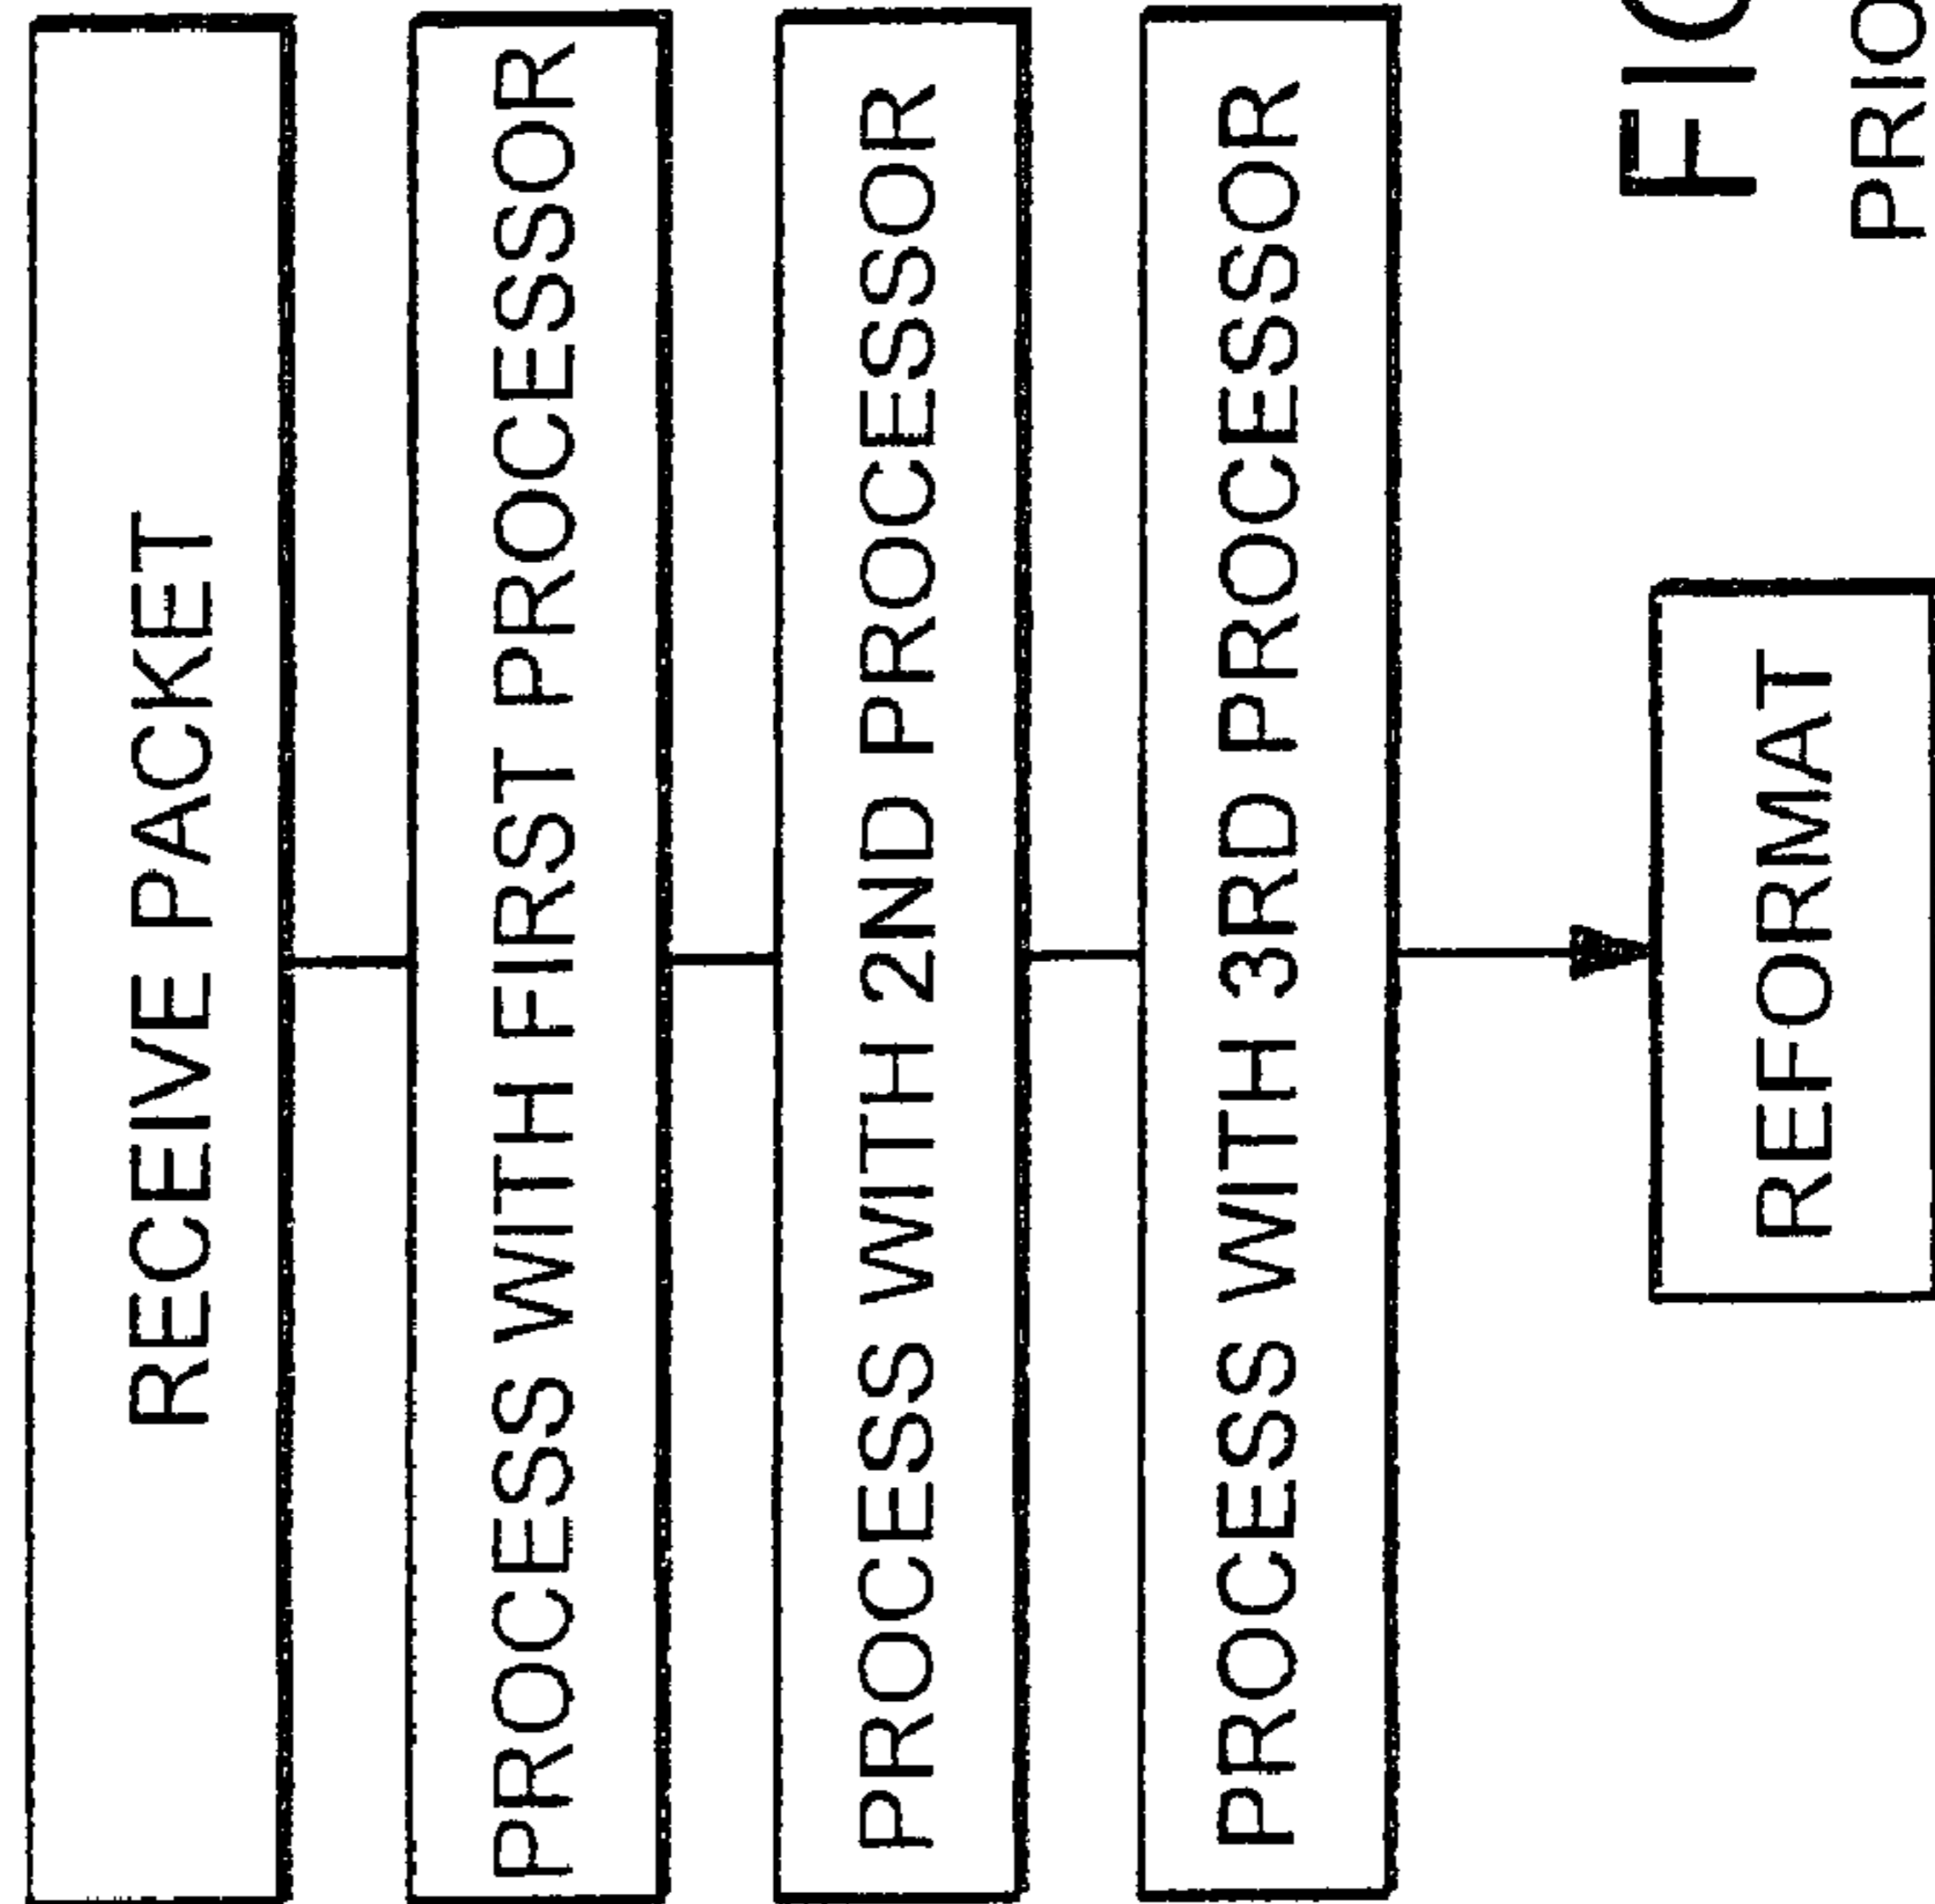 RECEIVE PACKET
PROCESS WITH FIRST PROCESSOR
PROCESS WITH 2ND PROCESSOR
PROCESS WITH 3RD PROCESSOR
REFORMAT